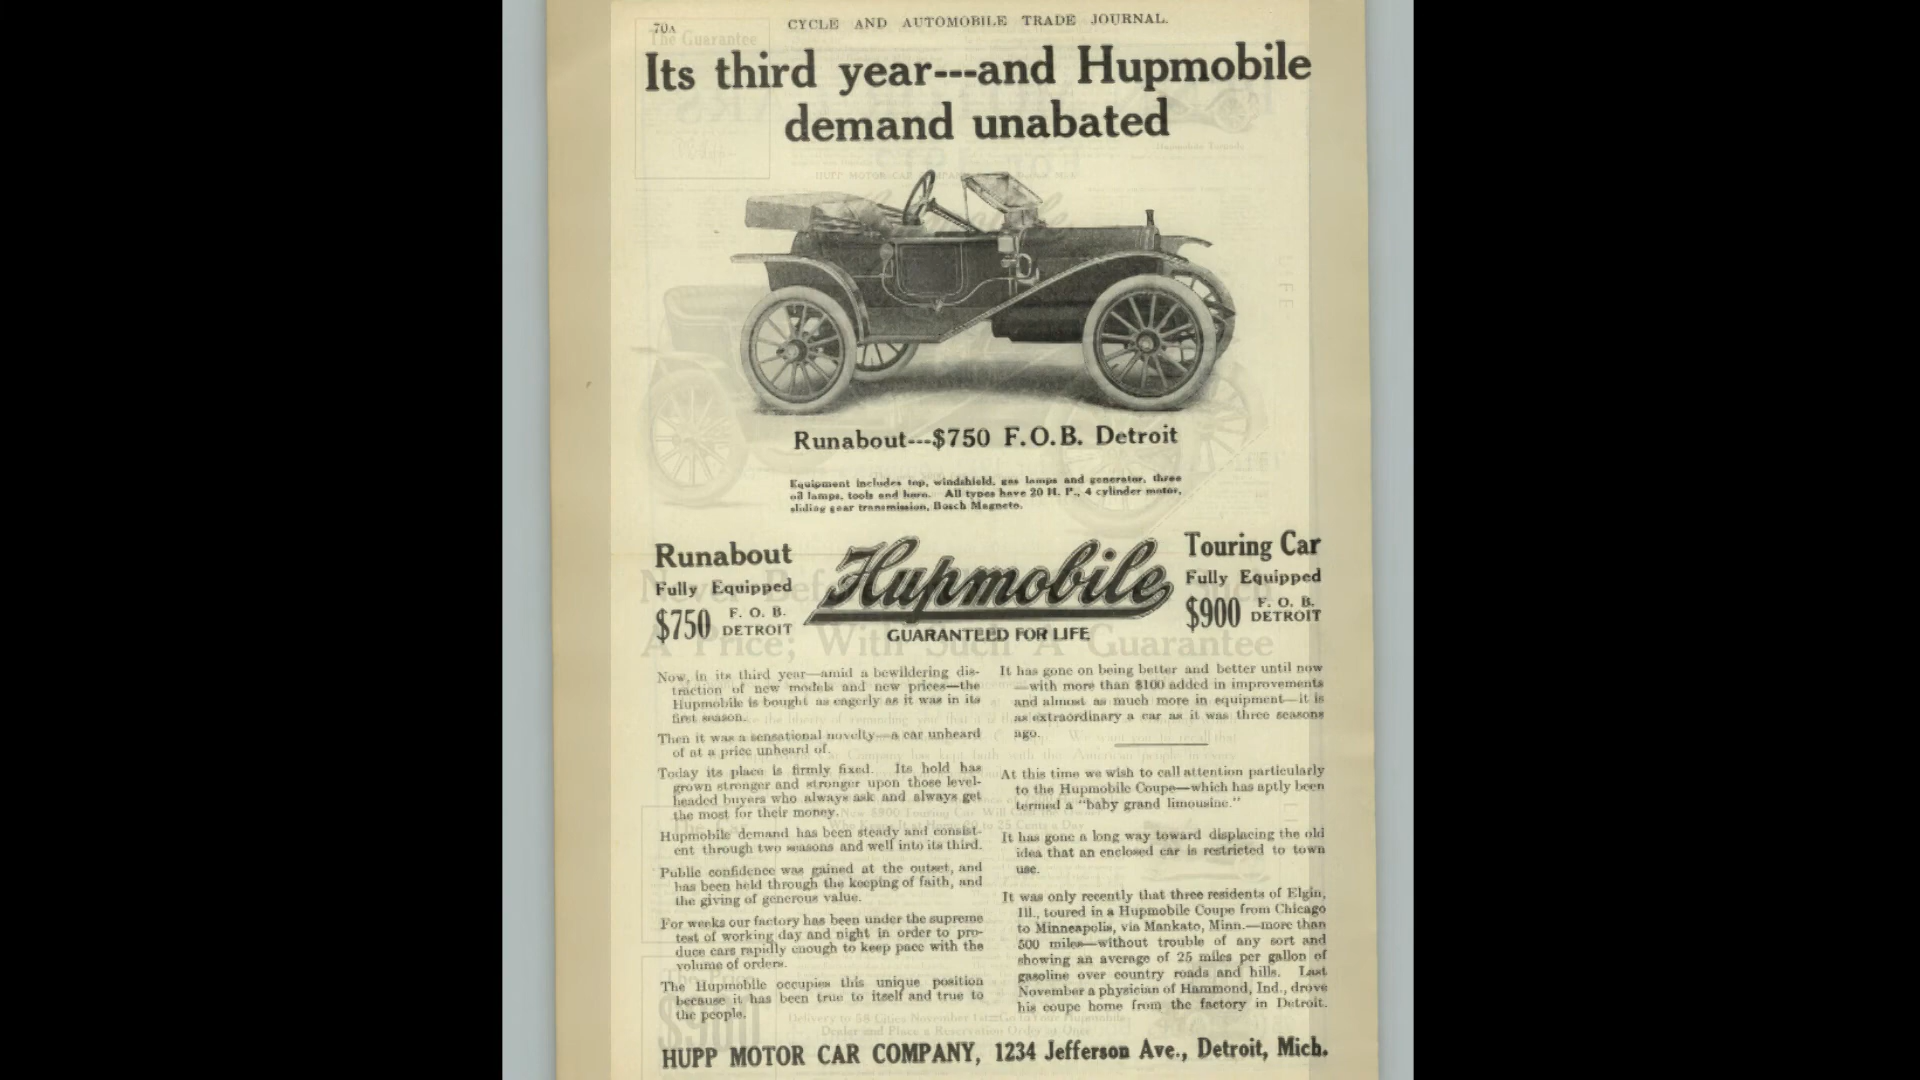 70A
CYCLE AND AUTOMOBILE TRADE JOURNAL.
Its third year---and Hupmobile
demand unabated
Runabout---$750 F.O.B. Detroit
Equipment includes top, windshield, gas lamps and generator, three
oil lamps, tools and horn. All types have 20 H. P., 4 cylinder motor,
sliding gear transmission, Bosch Magneto.
Runabout
Fully Equipped
$750 F. O. B.
DETROIT
Hupmobile
GUARANTEED FOR LIFE
Touring Car
Fully Equipped
$900 F. O. B.
DETROIT
Now, in its third year—amid a bewildering dis-
traction of new models and new prices—the
Hupmobile is bought as eagerly as it was in its
first season.
Then it was a sensational novelty—a car unheard
of at a price unheard of.
Today its place is firmly fixed. Its hold has
grown stronger and stronger upon those level-
headed buyers who always ask and always get
the most for their money.
Hupmobile demand has been steady and consist-
ent through two seasons and well into its third.
Public confidence was gained at the outset, and
has been held through the keeping of faith, and
the giving of generous value.
For weeks our factory has been under the supreme
test of working day and night in order to pro-
duce cars rapidly enough to keep pace with the
volume of orders.
The Hupmobile occupies this unique position
because it has been true to itself and true to
the people.
It has gone on being better and better until now
—with more than $100 added in improvements
and almost as much more in equipment—it is
as extraordinary a car as it was three seasons
ago.
At this time we wish to call attention particularly
to the Hupmobile Coupe—which has aptly been
termed a "baby grand limousine."
It has gone a long way toward displacing the old
idea that an enclosed car is restricted to town
use.
It was only recently that three residents of Elgin,
Ill., toured in a Hupmobile Coupe from Chicago
to Minneapolis, via Mankato, Minn.—more than
500 miles—without trouble of any sort and
showing an average of 25 miles per gallon of
gasoline over country roads and hills. Last
November a physician of Hammond, Ind., drove
his coupe home from the factory in Detroit.
HUPP MOTOR CAR COMPANY, 1234 Jefferson Ave., Detroit, Mich.
The Guarantee
A Price; With Such A Guarantee
$900